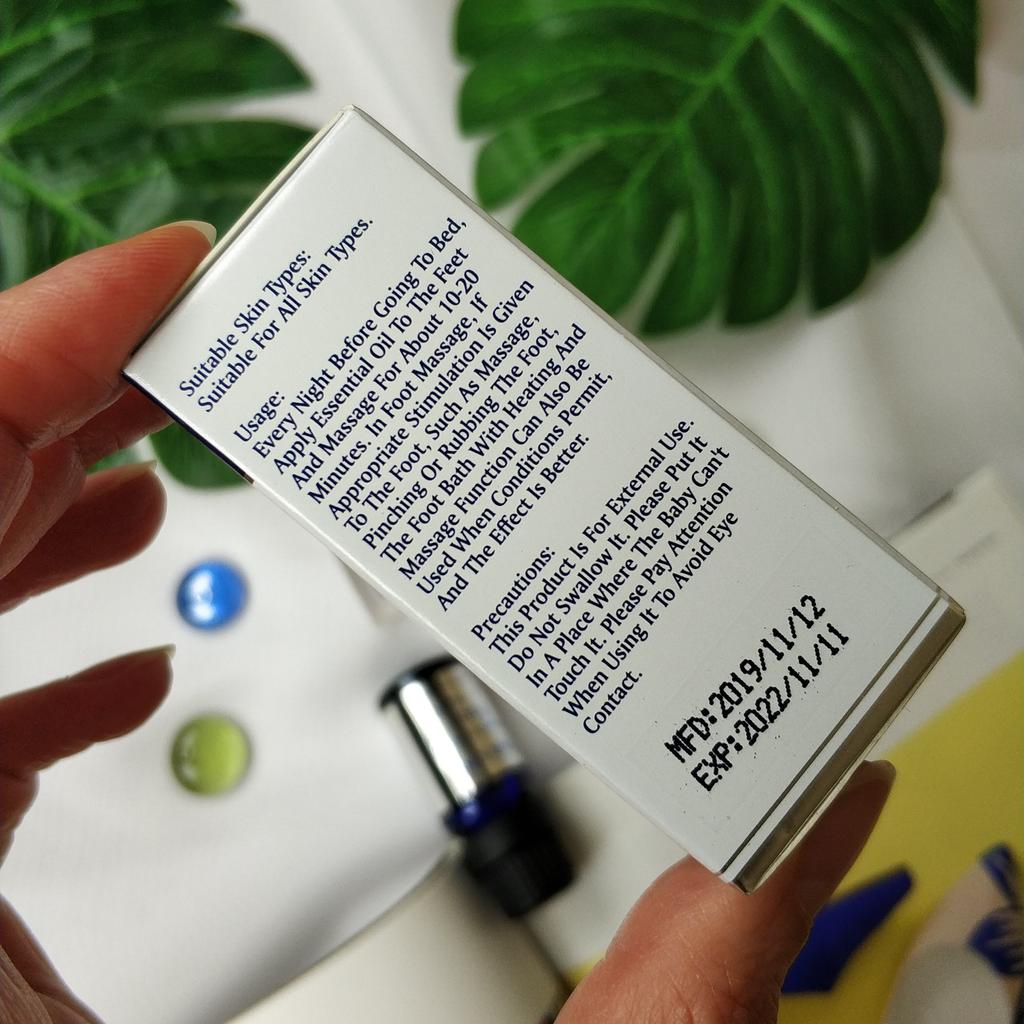 Suitable Skin Types:
Suitable For All Skin Types.
Usage:
Every Night Before Going To Bed,
Apply Essential Oil To The Feet
And Massage For About 10-20
Minutes. In Foot Massage, If
Appropriate Stimulation Is Given
To The Foot, Such As Massage,
Pinching Or Rubbing The Foot,
The Foot Bath With Heating And
Massage Function Can Also Be
Used When Conditions Permit,
And The Effect Is Better.
Precautions:
This Product Is For External Use.
Do Not Swallow It. Please Put It
In A Place Where The Baby Can't
Touch It. Please Pay Attention
When Using It To Avoid Eye
Contact.
MFD:2019/11/12
EXP:2022/11/11